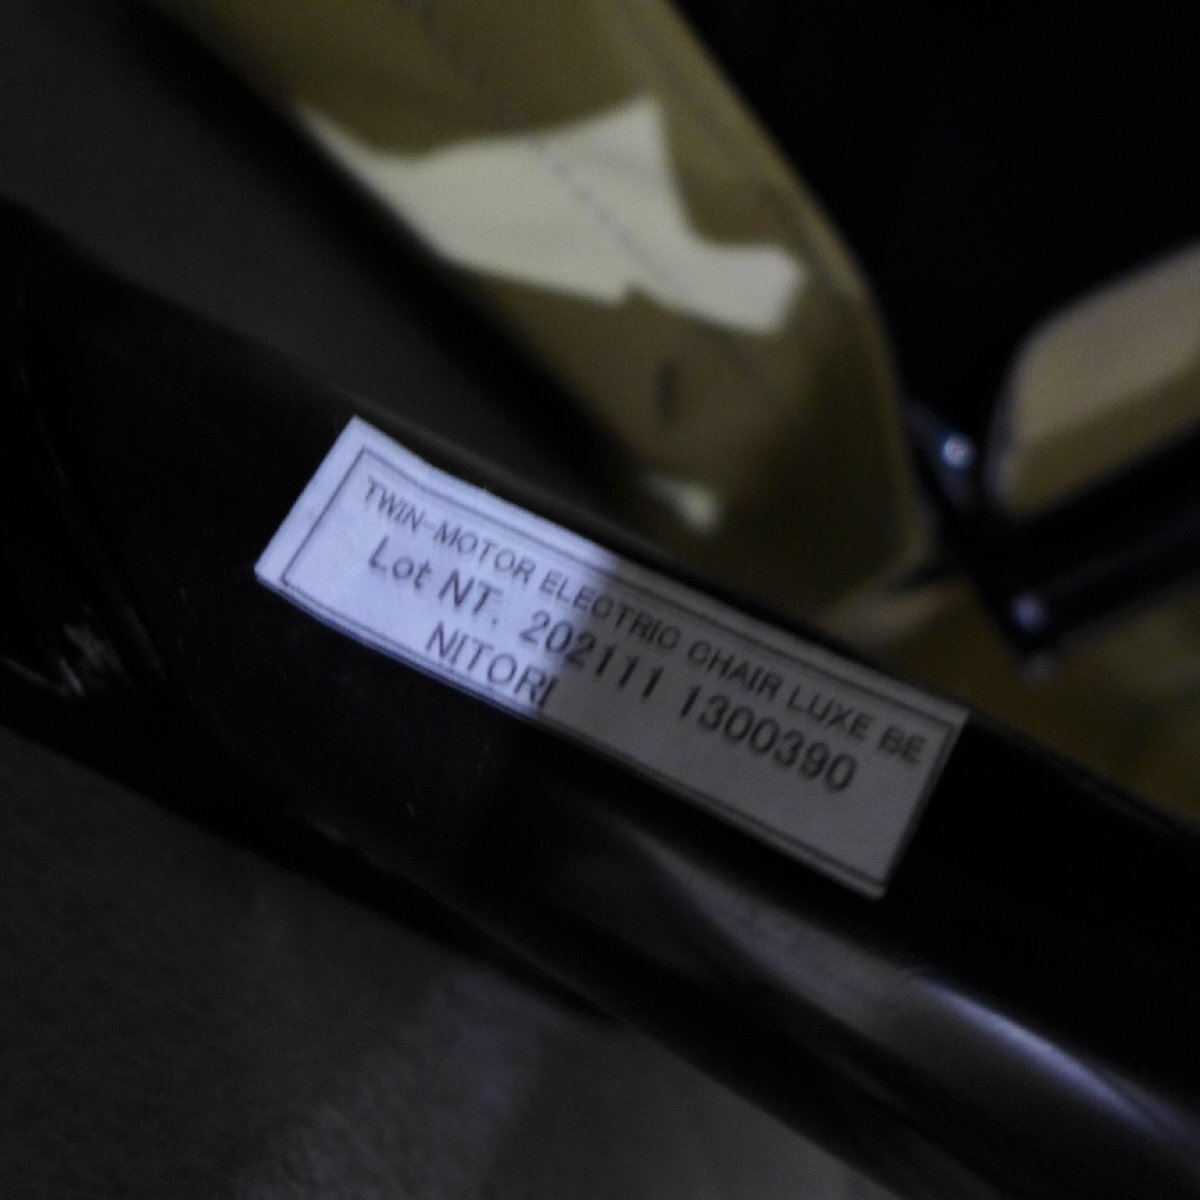 TWIN-MOTOR ELECTRIC CHAIR LUXE BE
Lot NT. 202111 1300390
NITORI